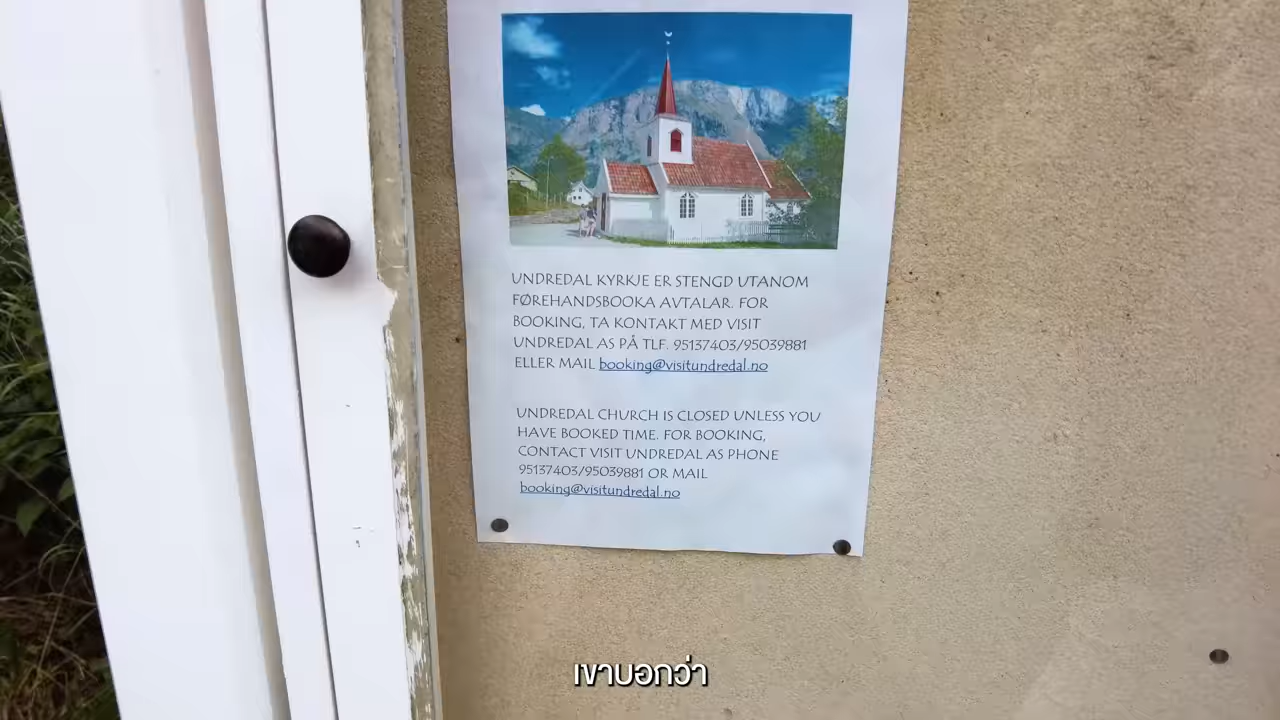 UNDREDAL KYRKJE ER STENGD UTANOM
FØREHANDSBOOKA AVTALAR. FOR
BOOKING, TA KONTAKT MED VISIT
UNDREDAL AS PÅ TLF. 95137403/95039881
ELLER MAIL booking@visitundredal.no
UNDREDAL CHURCH IS CLOSED UNLESS YOU
HAVE BOOKED TIME. FOR BOOKING,
CONTACT VISIT UNDREDAL AS PHONE
95137403/95039881 OR MAIL
booking@visitundredal.no
เขาบอกว่า